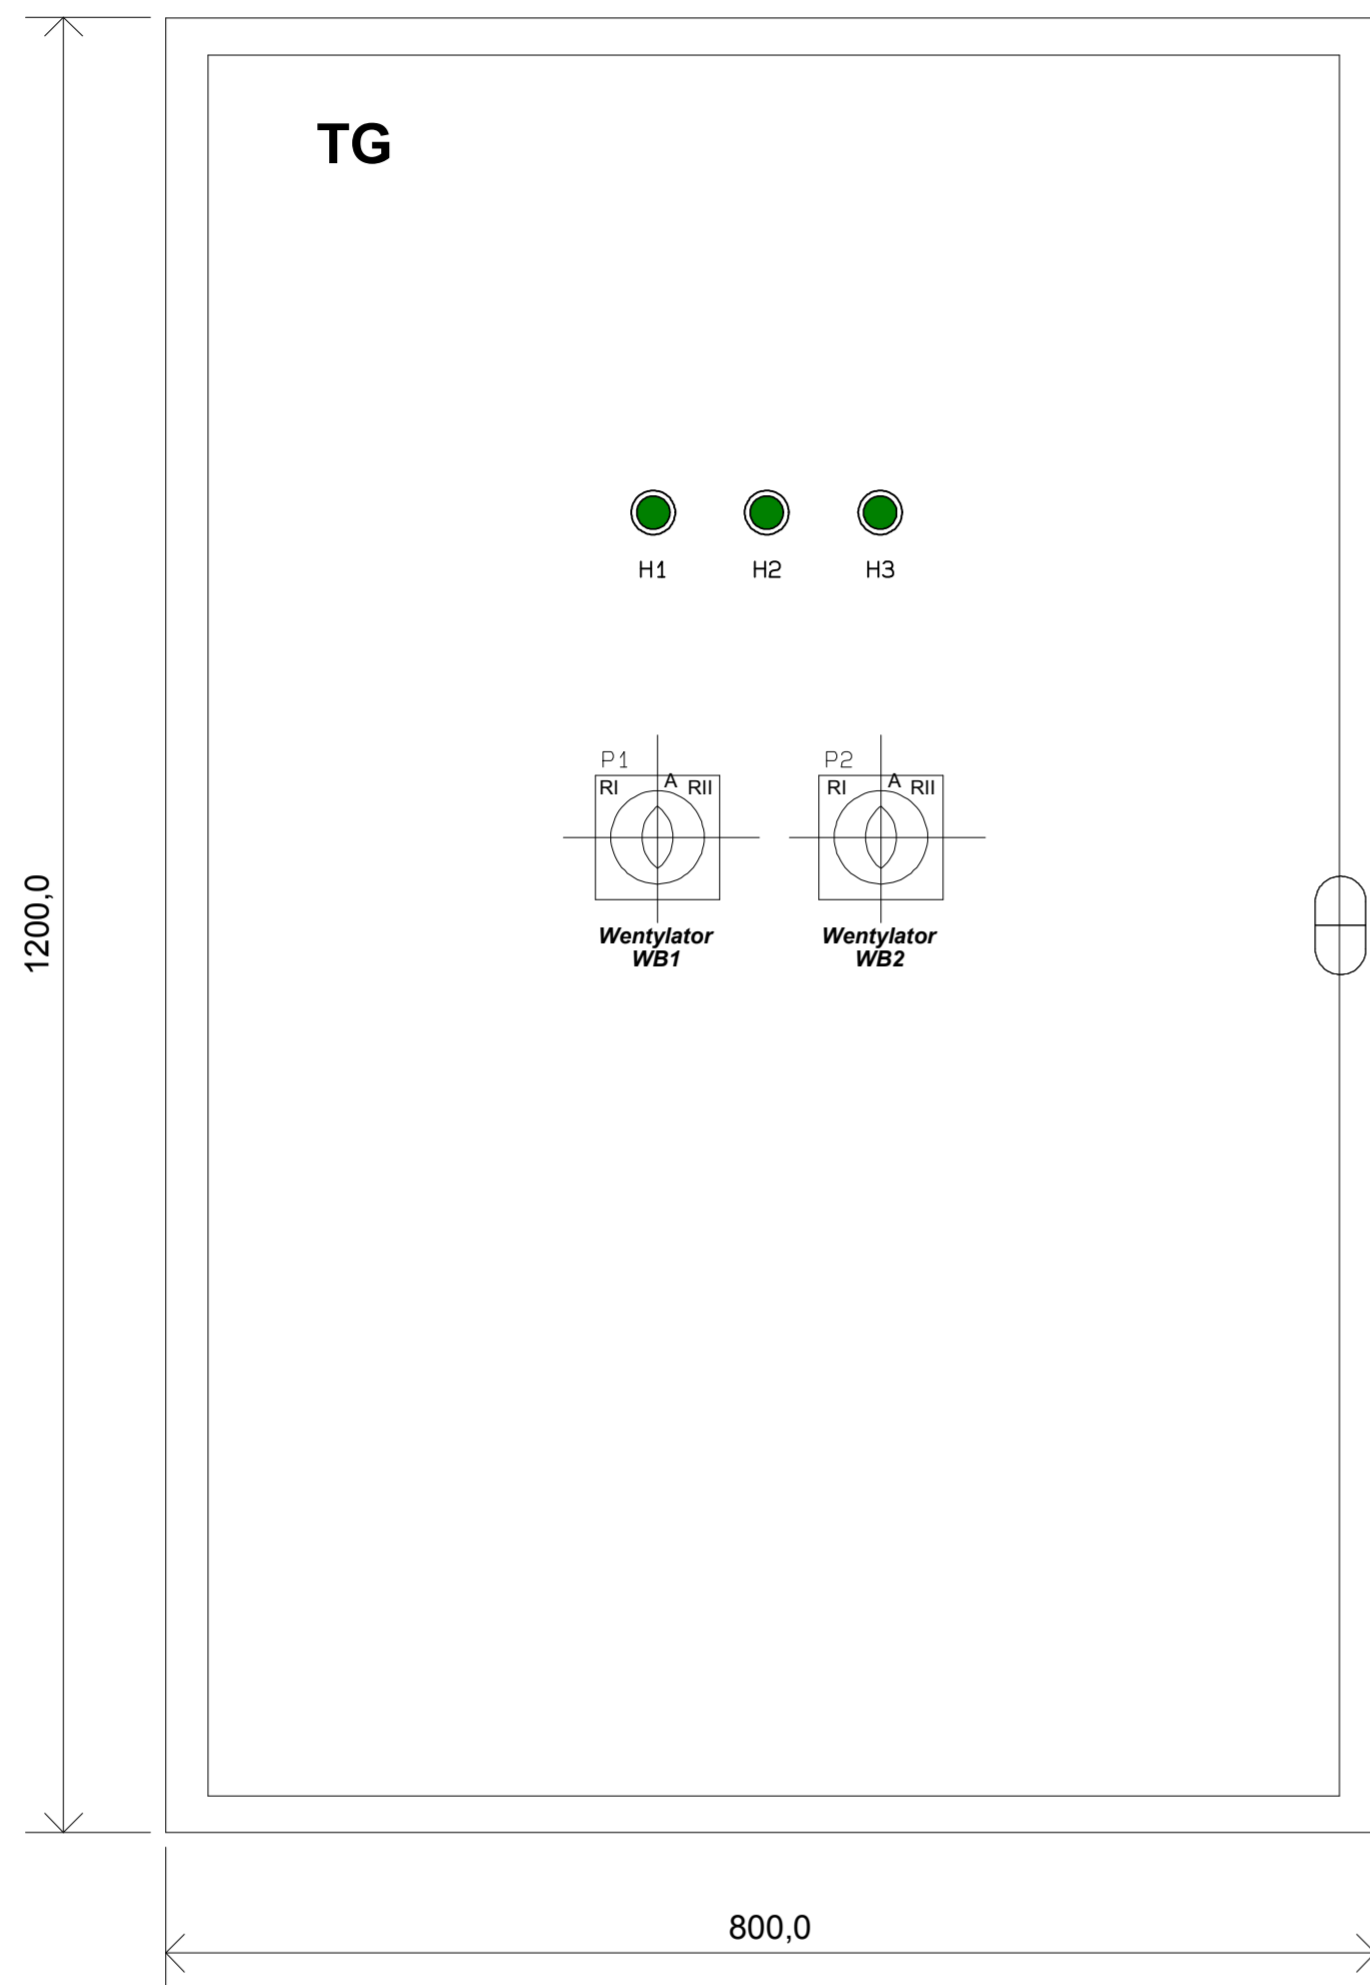 TG
H1 H2 H3
P1 P2
RI A RII RI A RII
Wentylator Wentylator
WB1 WB2
1200,0
800,0